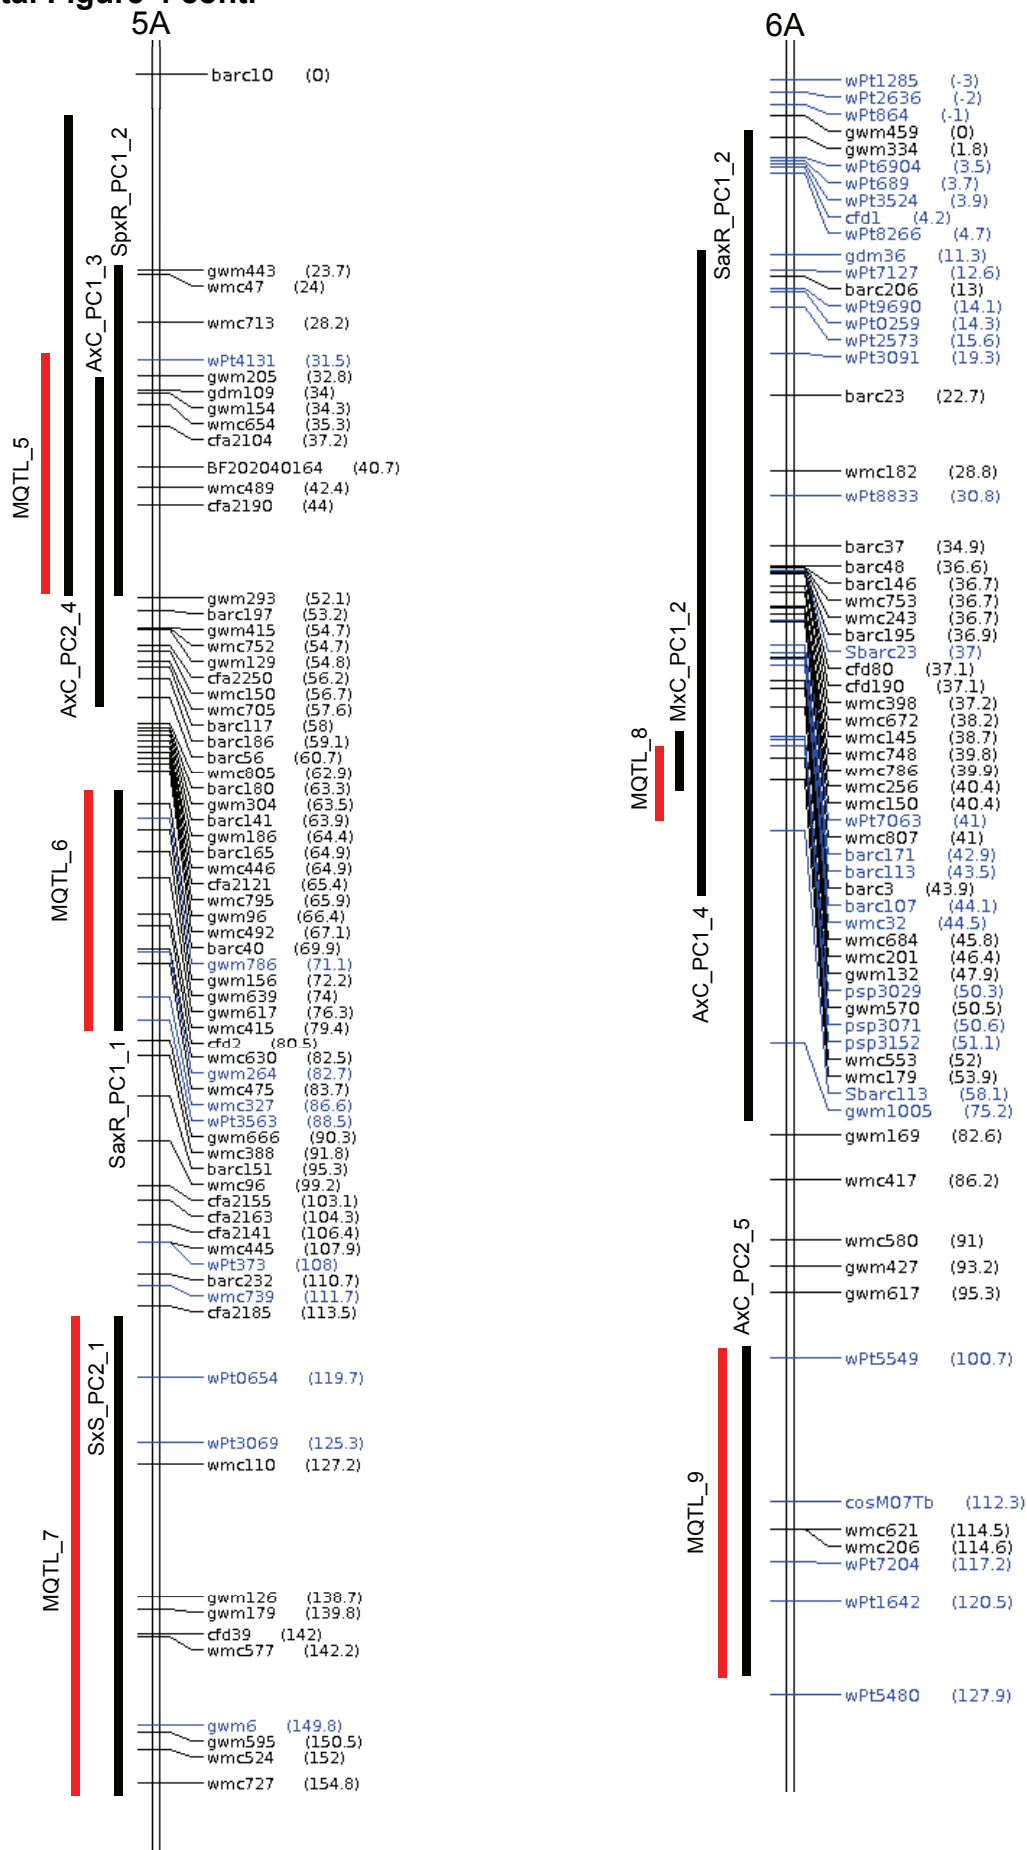 5A
barc10 (0)
gwm443 (23.7)
wmc47 (24)
wmc713 (28.2)
wPt4131 (31.5)
gwm205 (32.8)
gdm109 (34)
gwm154 (34.3)
wmc654 (35.3)
cfa2104 (37.2)
BF202040164 (40.7)
wmc489 (42.4)
cfa2190 (44)
gwm293 (52.1)
barc197 (53.2)
gwm415 (54.7)
wmc752 (54.7)
gwm129 (54.8)
cfa2250 (56.2)
wmc150 (56.7)
wmc705 (57.6)
barc117 (58)
barc186 (59.1)
barc56 (60.7)
wmc805 (62.9)
barc180 (63.3)
gwm304 (63.5)
barc141 (63.9)
gwm186 (64.4)
barc165 (64.9)
wmc446 (64.9)
cfa2121 (65.4)
wmc795 (65.9)
gwm96 (66.4)
wmc492 (67.1)
barc40 (69.9)
gwm786 (71.1)
gwm156 (72.2)
gwm639 (74)
gwm617 (76.3)
wmc415 (79.4)
cfd2 (80.5)
wmc630 (82.5)
gwm264 (82.7)
wmc475 (83.7)
wmc327 (86.6)
wPt3563 (88.5)
gwm666 (90.3)
wmc388 (91.8)
barc151 (95.3)
wmc96 (99.2)
cfa2155 (103.1)
cfa2163 (104.3)
cfa2141 (106.4)
wmc445 (107.9)
wPt373 (108)
barc232 (110.7)
wmc739 (111.7)
cfa2185 (113.5)
wPt0654 (119.7)
wPt3069 (125.3)
wmc110 (127.2)
gwm126 (138.7)
gwm179 (139.8)
cfd39 (142)
wmc577 (142.2)
gwm6 (149.8)
gwm595 (150.5)
wmc524 (152)
wmc727 (154.8)
SpxR_PC1_2
AxC_PC1_3
MQTL_5
AxC_PC2_4
MQTL_6
SaxR_PC1_1
SxS_PC2_1
MQTL_7
6A
wPt1285 (-3)
wPt2636 (-2)
wPt864 (-1)
gwm459 (0)
gwm334 (1.8)
wPt6904 (3.5)
wPt689 (3.7)
wPt3524 (3.9)
cfd1 (4.2)
wPt8266 (4.7)
gdm36 (11.3)
wPt7127 (12.6)
barc206 (13)
wPt9690 (14.1)
wPt0259 (14.3)
wPt2573 (15.6)
wPt3091 (19.3)
barc23 (22.7)
wmc182 (28.8)
wPt8833 (30.8)
barc37 (34.9)
barc48 (36.6)
barc146 (36.7)
wmc753 (36.7)
wmc243 (36.7)
barc195 (36.9)
Sbarc23 (37)
cfd80 (37.1)
cfd190 (37.1)
wmc398 (37.2)
wmc672 (38.2)
wmc145 (38.7)
wmc748 (39.8)
wmc786 (39.9)
wmc256 (40.4)
wmc150 (40.4)
wPt7063 (41)
wmc807 (41)
barc171 (42.9)
barc113 (43.5)
barc3 (43.9)
barc107 (44.1)
wmc32 (44.5)
wmc684 (45.8)
wmc201 (46.4)
gwm132 (47.9)
psp3029 (50.3)
gwm570 (50.5)
psp3071 (50.6)
psp3152 (51.1)
wmc553 (52)
wmc179 (53.9)
Sbarc113 (58.1)
gwm1005 (75.2)
gwm169 (82.6)
wmc417 (86.2)
wmc580 (91)
gwm427 (93.2)
gwm617 (95.3)
wPt5549 (100.7)
cosM07Tb (112.3)
wmc621 (114.5)
wmc206 (114.6)
wPt7204 (117.2)
wPt1642 (120.5)
wPt5480 (127.9)
SaxR_PC1_2
MxC_PC1_2
MQTL_8
AxC_PC1_4
AxC_PC2_5
MQTL_9